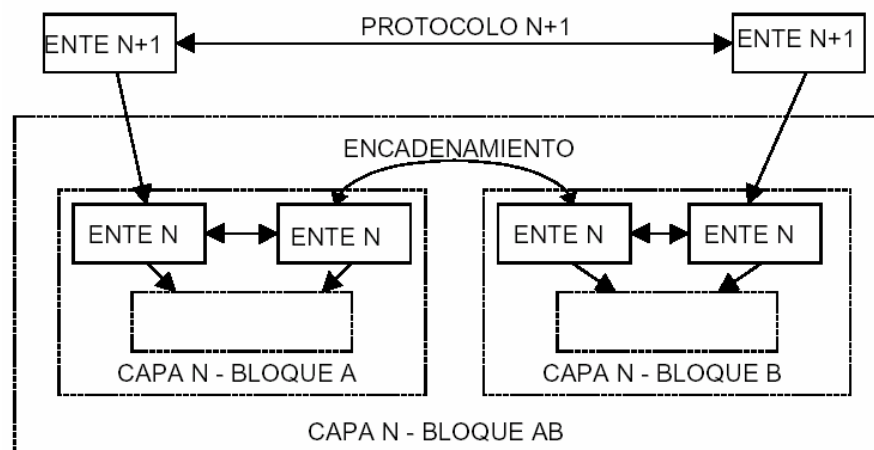 PROTOCOLO N+1
ENTE N+1
ENTE N+1
ENCADENAMIENTO
ENTE N
ENTE N
ENTE N
ENTE N
CAPA N - BLOQUE A
CAPA N - BLOQUE B
CAPA N - BLOQUE AB